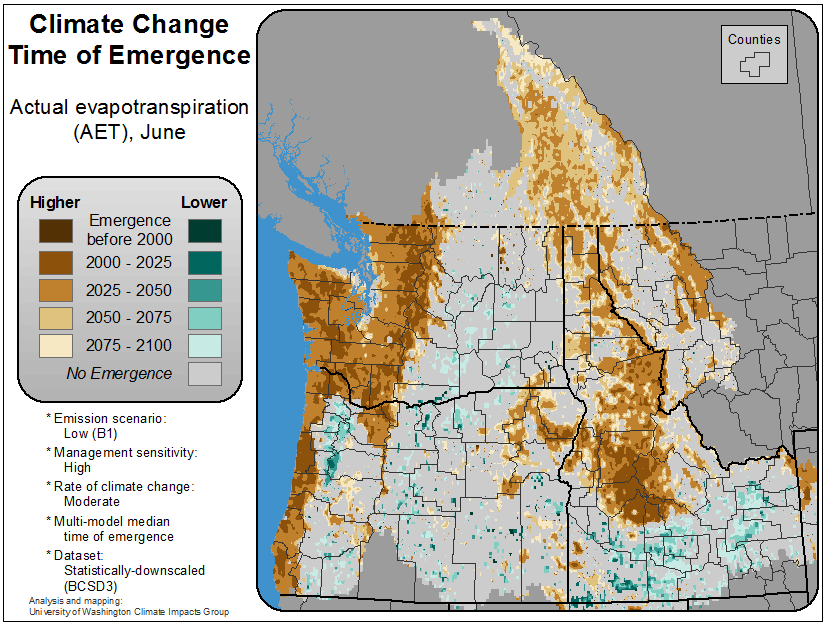 Climate Change
Time of Emergence
Actual evapotranspiration
(AET), June
Higher
Lower
Emergence
before 2000
2000 - 2025
2025 - 2050
2050 - 2075
2075 - 2100
No Emergence
* Emission scenario:
Low (B1)
* Management sensitivity:
High
* Rate of climate change:
Moderate
* Multi-model median
time of emergence
* Dataset:
Statistically-downscaled
(BCSD3)
Analysis and mapping:
University of Washington Climate Impacts Group
Counties